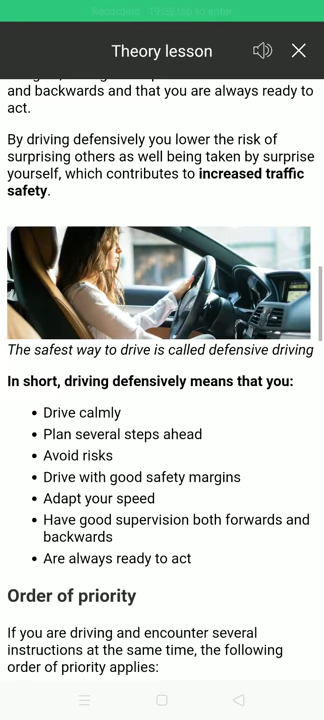 Recording
Theory lesson
and backwards and that you are always ready to
act.
By driving defensively you lower the risk of
surprising others as well being taken by surprise
yourself, which contributes to increased traffic
safety.
The safest way to drive is called defensive driving
In short, driving defensively means that you:
• Drive calmly
• Plan several steps ahead
• Avoid risks
• Drive with good safety margins
• Adapt your speed
• Have good supervision both forwards and
backwards
• Are always ready to act
Order of priority
If you are driving and encounter several
instructions at the same time, the following
order of priority applies: